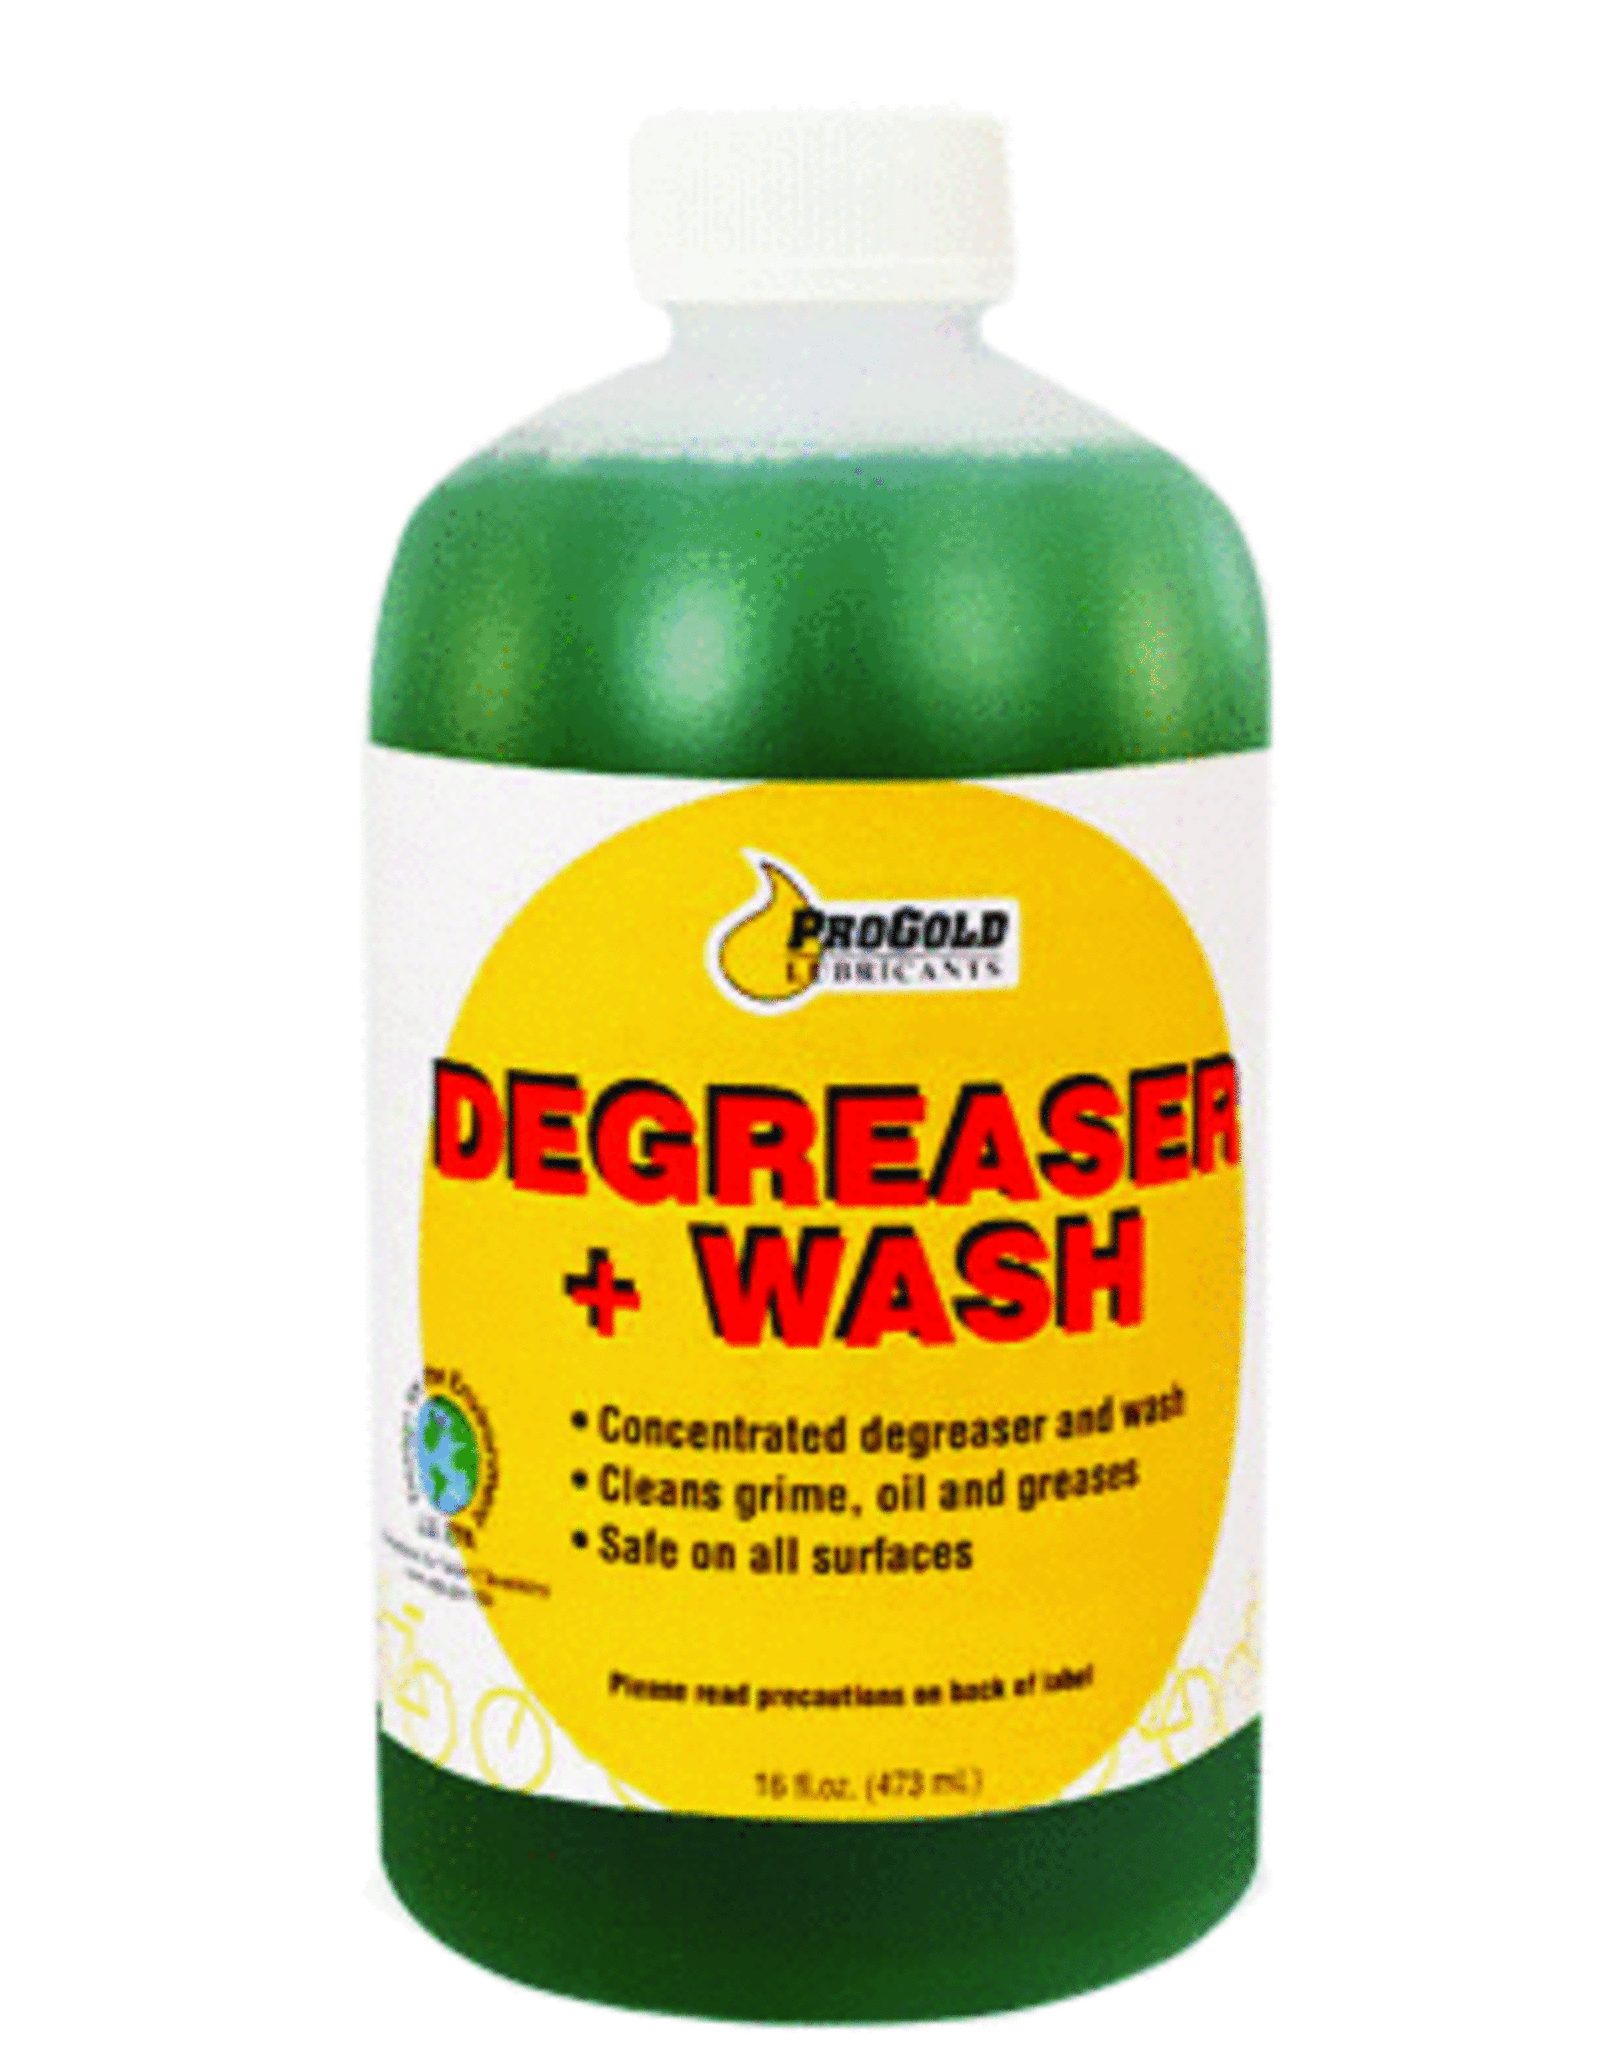 PROGOLD
LUBRICANTS
DEGREASER
+ WASH
• Concentrated degreaser and wash
• Cleans grime, oil and greases
• Safe on all surfaces
Please read precautions on back of label
16 fl.oz. (473 mL)